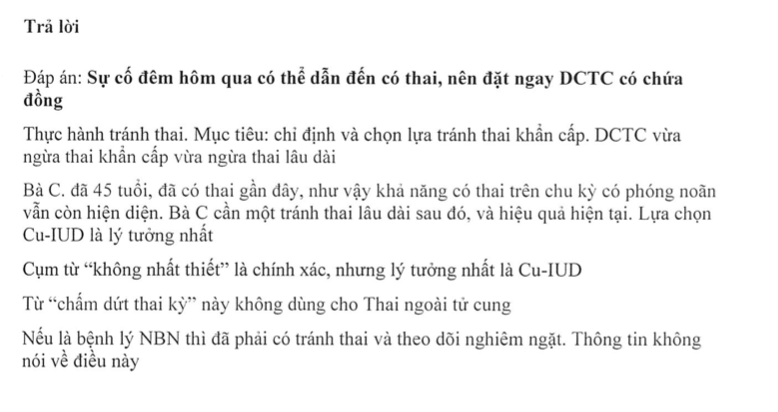 Trả lời
Đáp án: Sự cố đêm hôm qua có thể dẫn đến có thai, nên đặt ngay DCTC có chứa
đồng
Thực hành tránh thai. Mục tiêu: chỉ định và chọn lựa tránh thai khẩn cấp. DCTC vừa
ngừa thai khẩn cấp vừa ngừa thai lâu dài
Bà C. đã 45 tuổi, đã có thai gần đây, như vậy khả năng có thai trên chu kỳ có phóng noãn
vẫn còn hiện diện. Bà C cần một tránh thai lâu dài sau đó, và hiệu quả hiện tại. Lựa chọn
Cu-IUD là lý tưởng nhất
Cụm từ “không nhất thiết” là chính xác, nhưng lý tưởng nhất là Cu-IUD
Từ “chấm dứt thai kỳ” này không dùng cho Thai ngoài tử cung
Nếu là bệnh lý NBN thì đã phải có tránh thai và theo dõi nghiêm ngặt. Thông tin không
nói về điều này